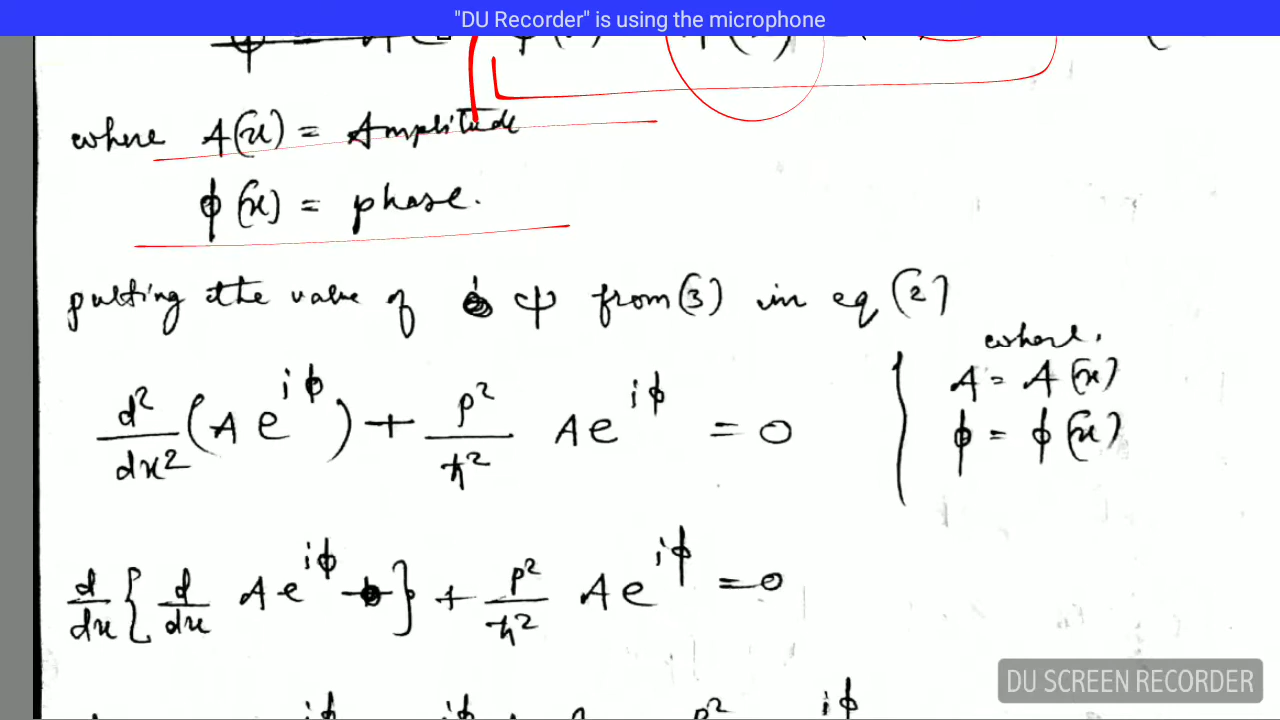 "DU Recorder" is using the microphone
where A(x) = Amplitude
ϕ(x) = phase.
putting the value of ψ from (3) in eq (2)
where,
d²/dx² (A e^{iϕ}) + p²/ħ² A e^{iϕ} = 0
A = A(x)
ϕ = ϕ(x)
d/dx { d/dx A e^{iϕ} } + p²/ħ² A e^{iϕ} = 0
DU SCREEN RECORDER